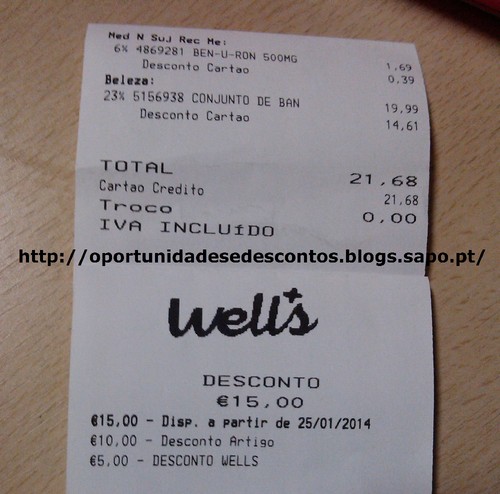 Med N SuJ Rec Me:
6% 4869281 BEN-U-RON 500MG 1,69
Desconto Cartao 0,39
Beleza:
23% 5156938 CONJUNTO DE BAN 19,99
Desconto Cartao 14,61
TOTAL 21,68
Cartao Credito 21,68
Troco 0,00
IVA INCLUíDO
http://oportunidadesedescontos.blogs.sapo.pt/
Well's
DESCONTO
€15,00
€15,00 - Disp. a partir de 25/01/2014
€10,00 - Desconto Artigo
€5,00 - DESCONTO WELLS